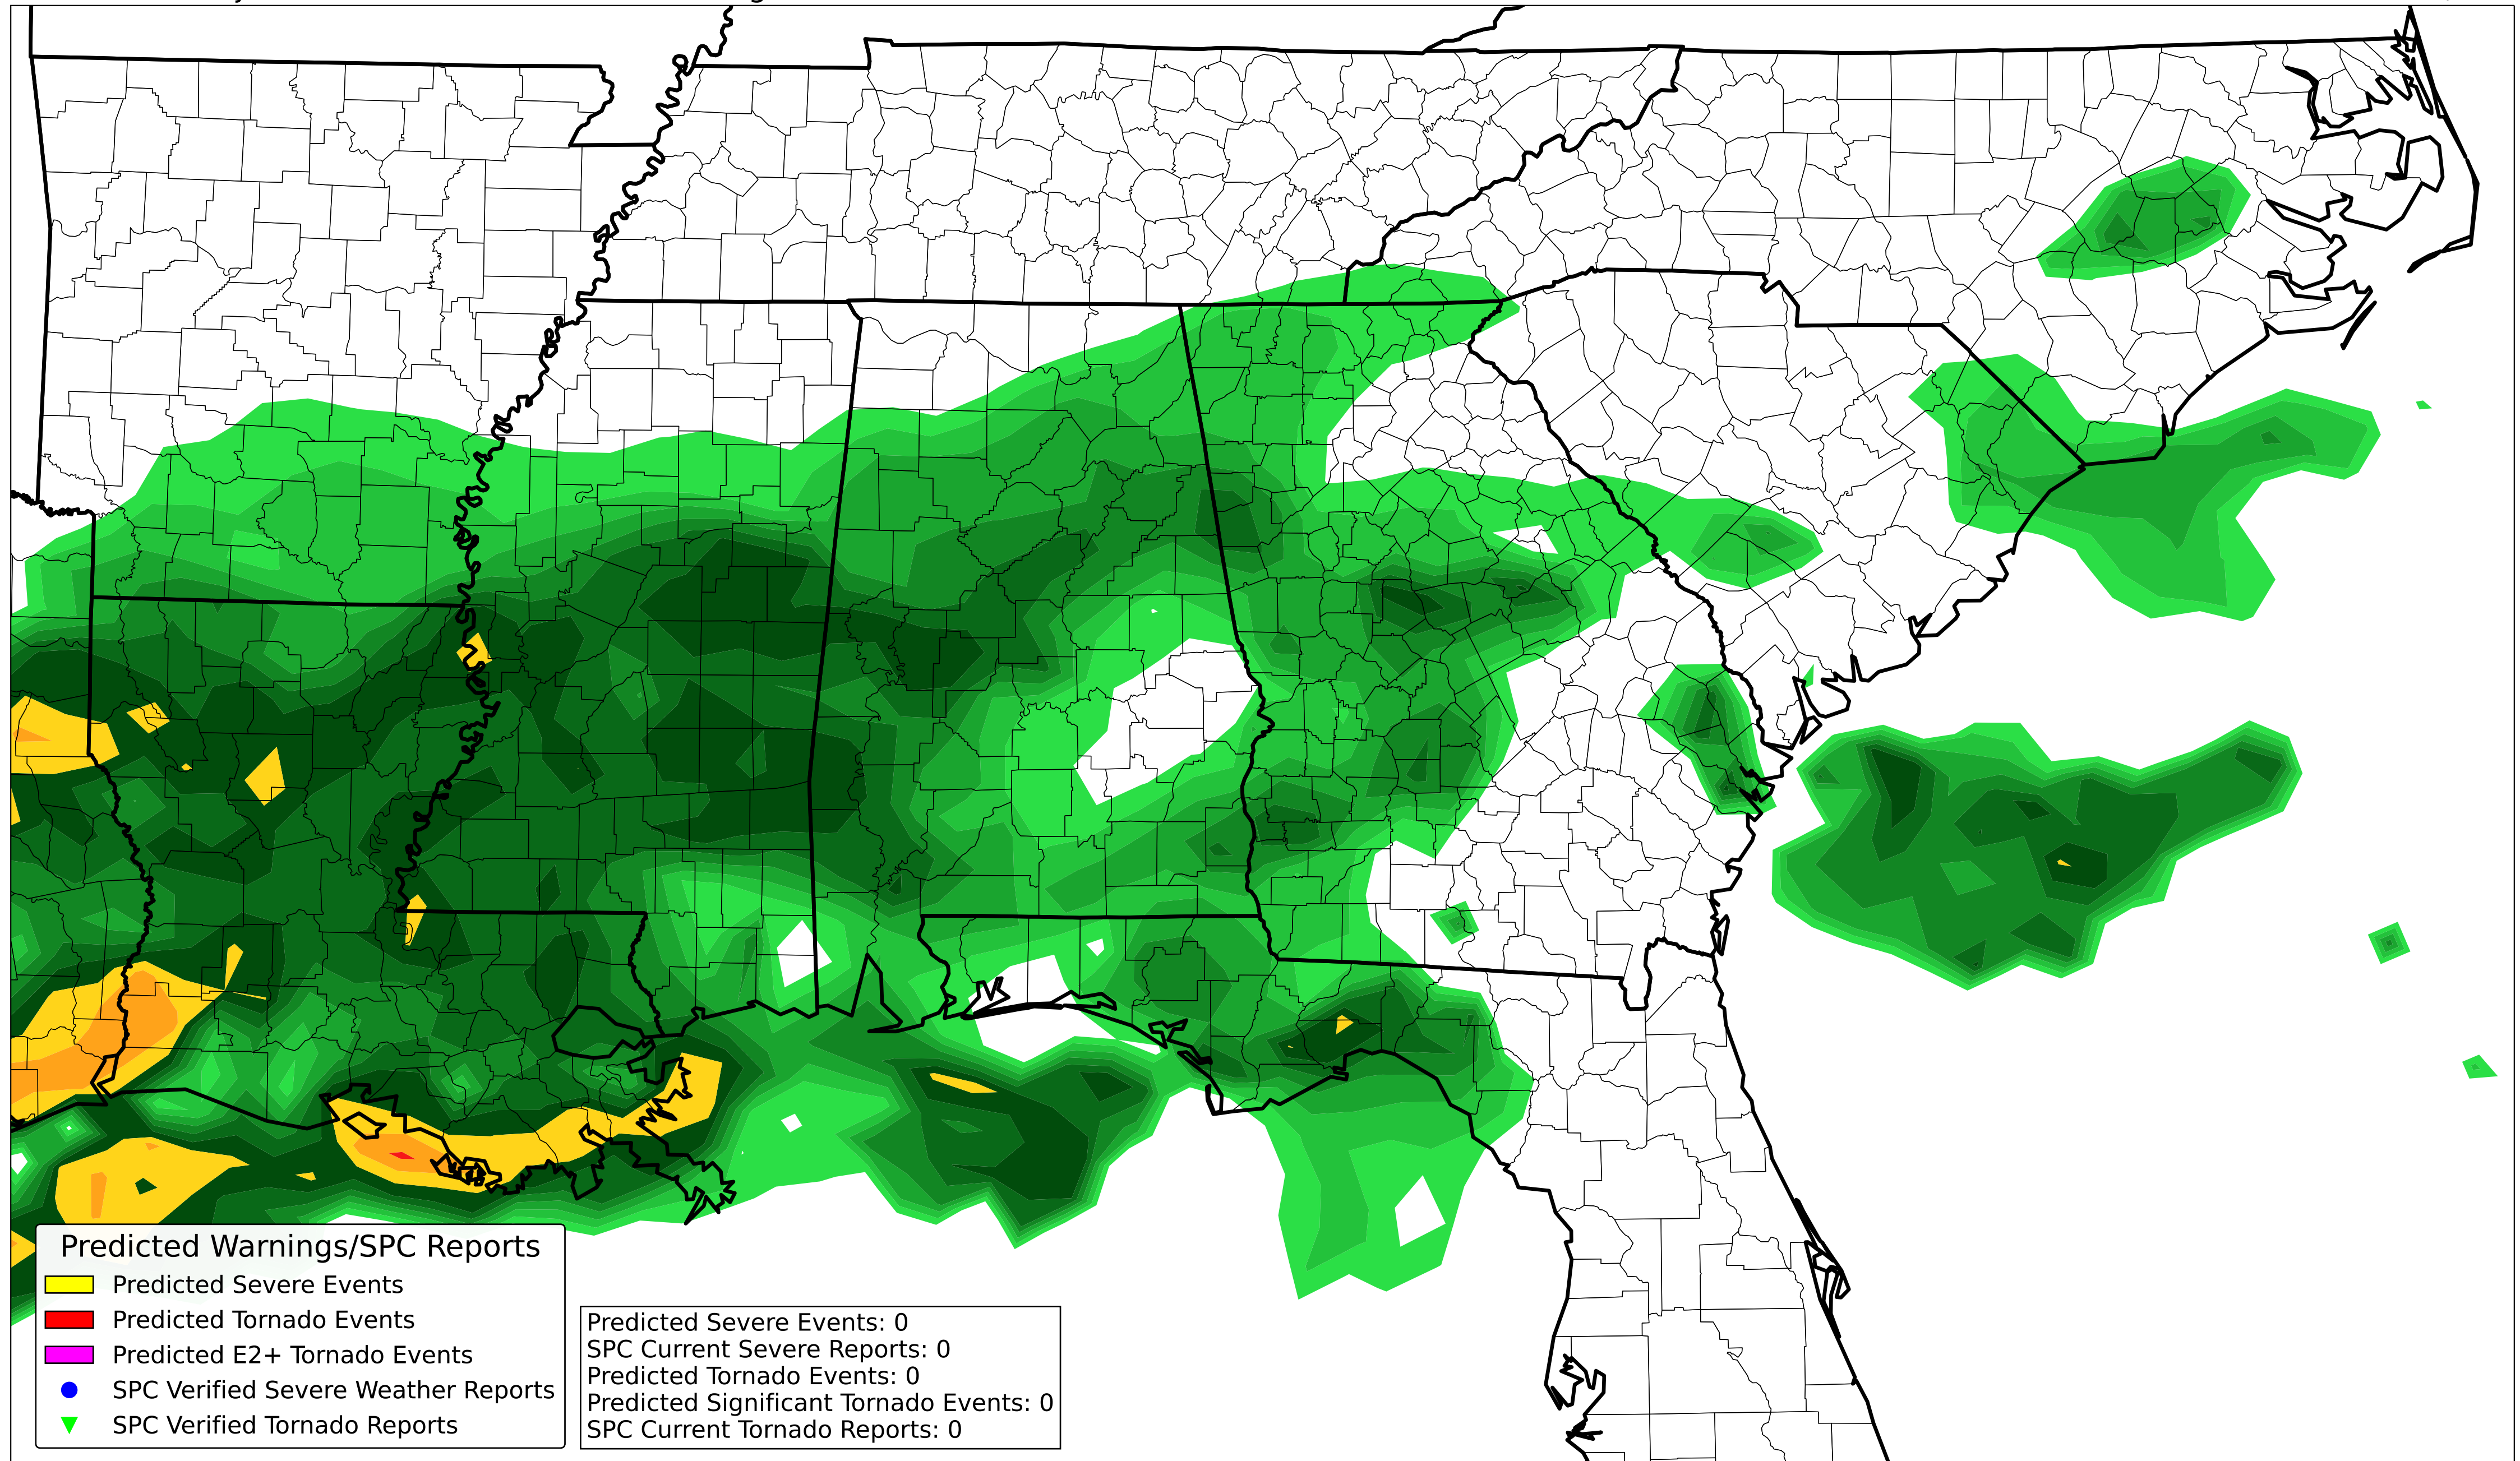 Predicted Warnings/SPC Reports
Predicted Severe Events
Predicted Tornado Events
Predicted E2+ Tornado Events
SPC Verified Severe Weather Reports
SPC Verified Tornado Reports
Predicted Severe Events: 0
SPC Current Severe Reports: 0
Predicted Tornado Events: 0
Predicted Significant Tornado Events: 0
SPC Current Tornado Reports: 0